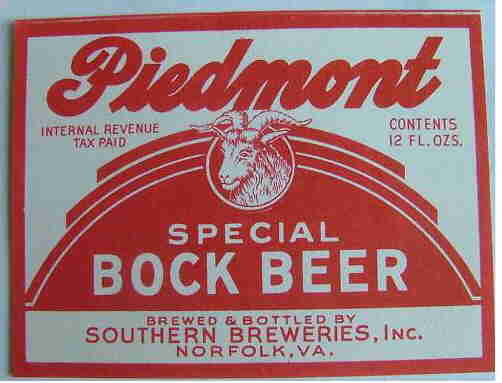 Piedmont
INTERNAL REVENUE
TAX PAID
CONTENTS
12 FL. OZS.
SPECIAL
BOCK BEER
BREWED & BOTTLED BY
SOUTHERN BREWERIES, INC.
NORFOLK, VA.